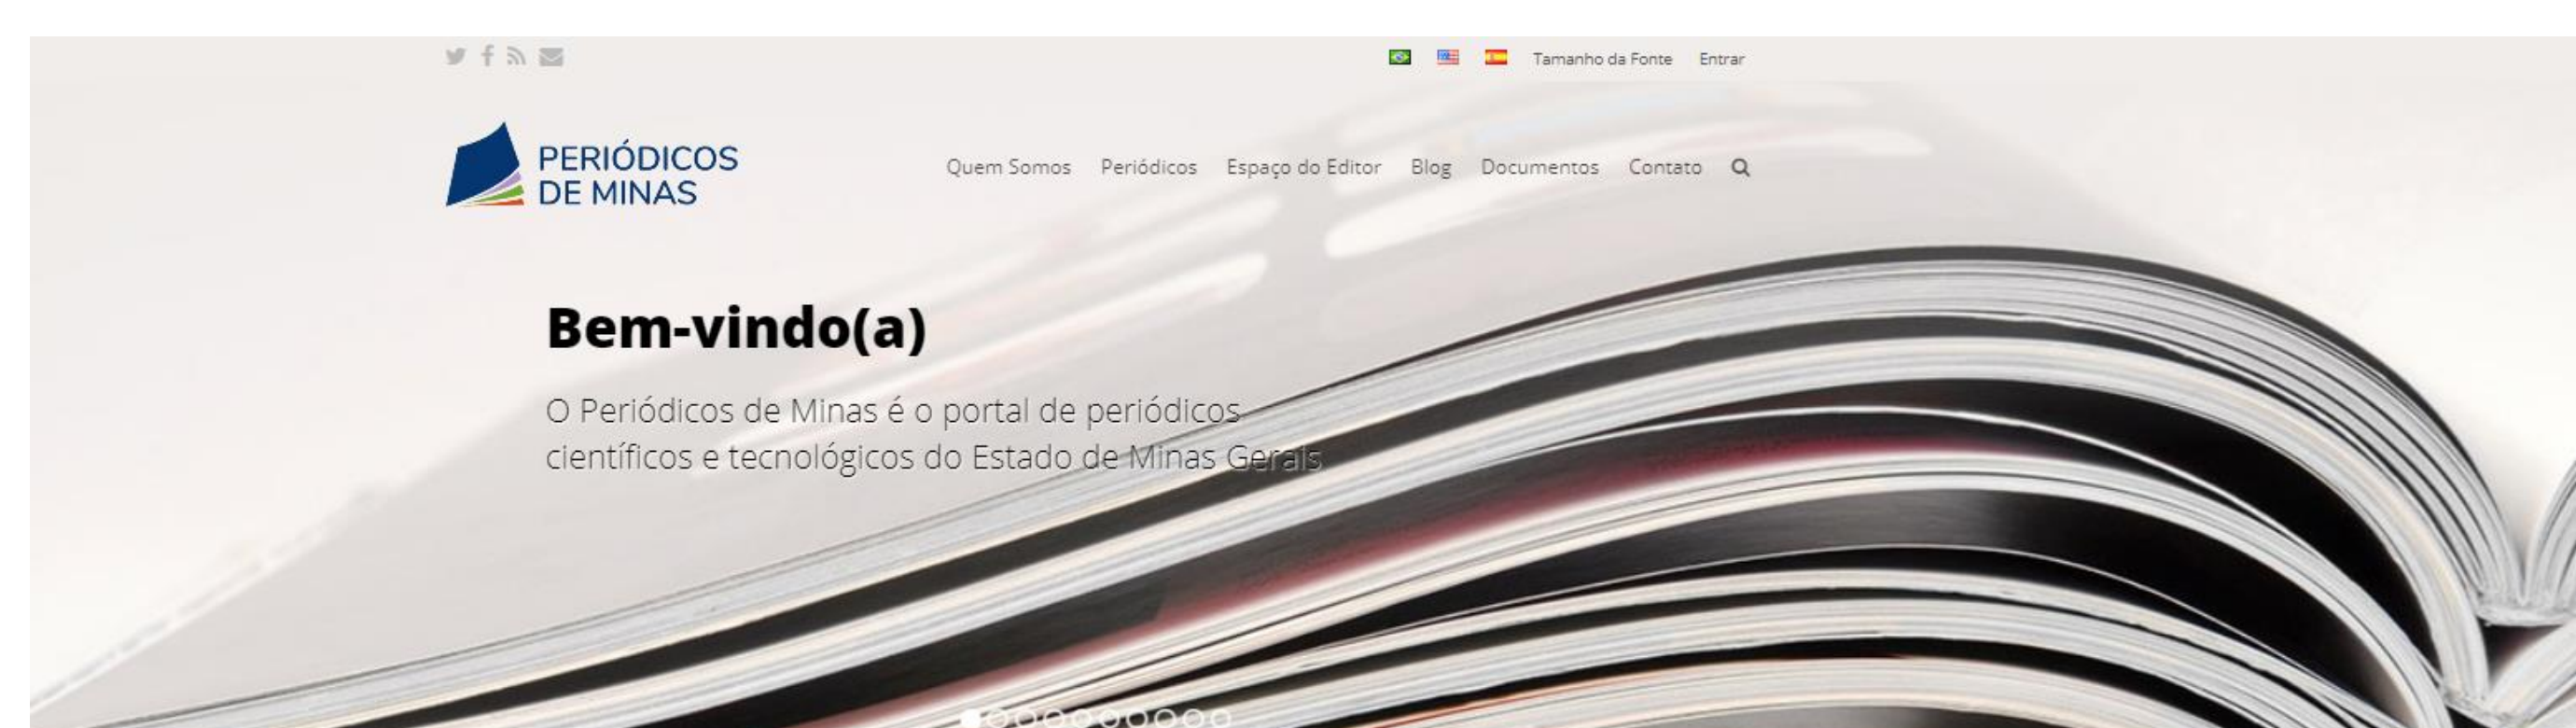 Tamanho da Fonte Entrar
PERIÓDICOS
DE MINAS
Quem Somos Periódicos Espaço do Editor Blog Documentos Contato
Bem-vindo(a)
O Periódicos de Minas é o portal de periódicos
científicos e tecnológicos do Estado de Minas Gerais